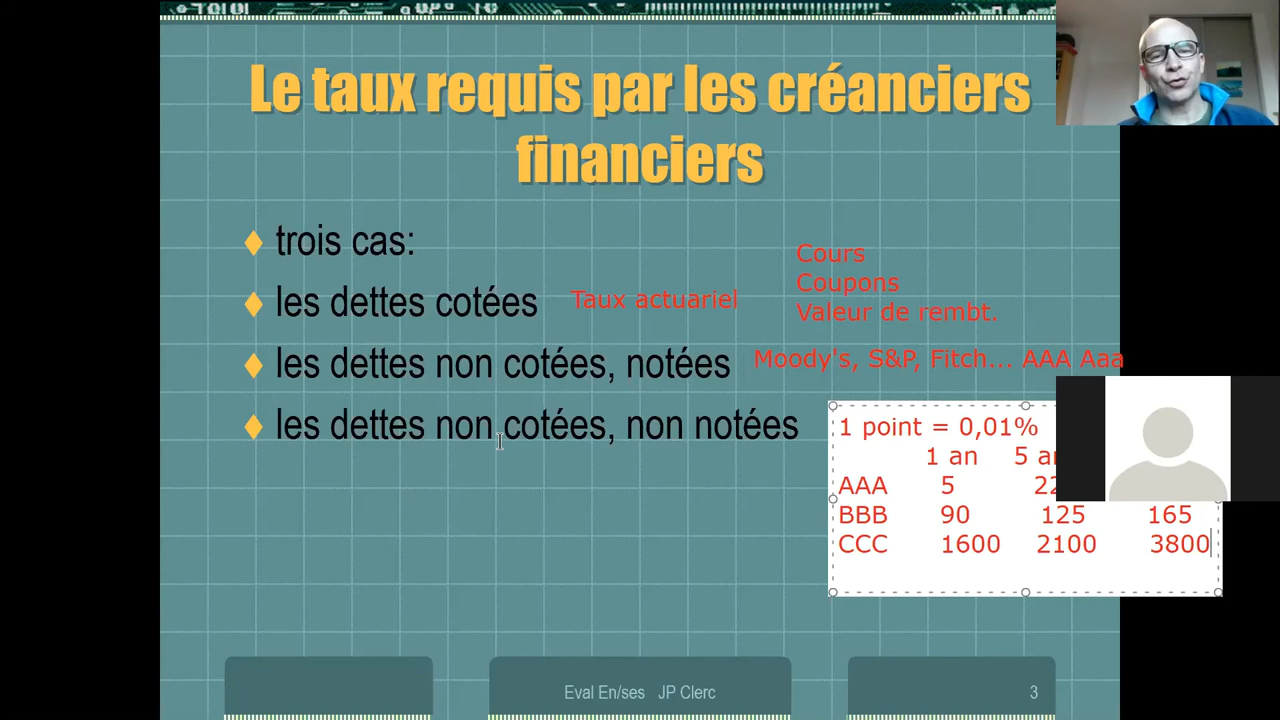 Le taux requis par les créanciers
financiers
trois cas:
les dettes cotées
Taux actuariel
Cours
Coupons
Valeur de rembt.
les dettes non cotées, notées
Moody's, S&P, Fitch... AAA Aaa
les dettes non cotées, non notées
1 point = 0,01%
1 an 5
AAA 5
BBB 90 125 165
CCC 1600 2100 3800
Eval En/ses JP Clerc
3